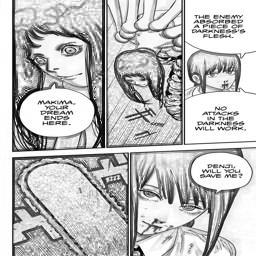 MAKIMA,
YOUR
DREAM
ENDS
HERE.
THE ENEMY
ABSORBED
A PIECE OF
DARKNESS'S
FLESH.
NO
ATTACKS
IN THE
DARKNESS
WILL WORK.
DENJI,
WILL YOU
SAVE ME?